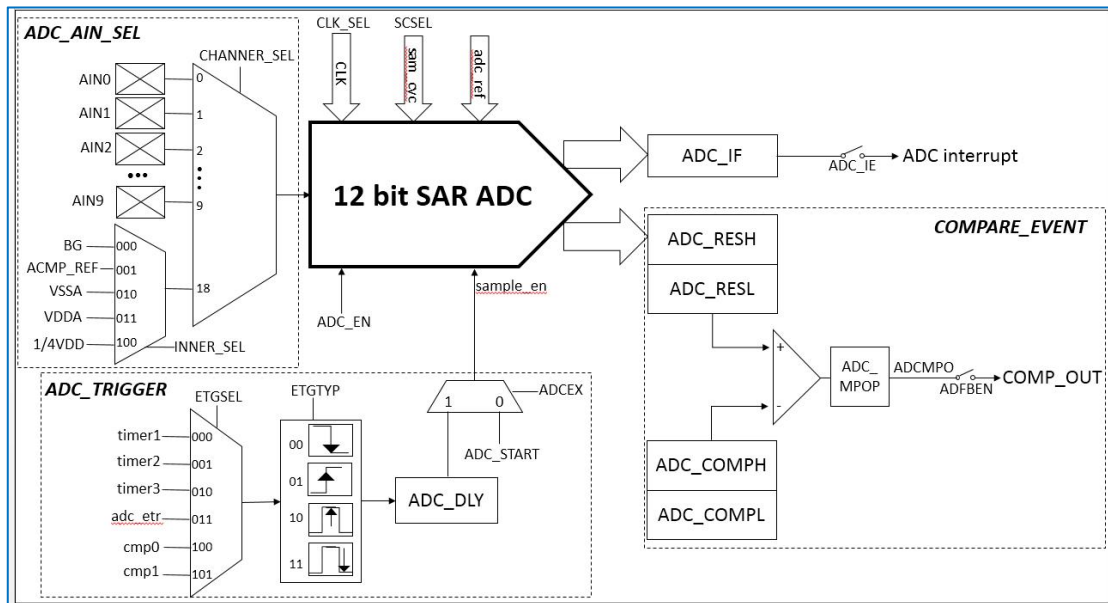 ADC_AIN_SEL
CHANNER_SEL
AIN0
AIN1
AIN2
•••
AIN9
0
1
2
9
18
BG
ACMP_REF
VSSA
VDDA
1/4VDD
000
001
010
011
100
INNER_SEL
CLK_SEL
SCSEL
CLK
sam_cyc
adc_ref
12 bit SAR ADC
ADC_EN
sample_en
ADC_IF
ADC_IE
ADC interrupt
COMPARE_EVENT
ADC_RESH
ADC_RESL
+
-
ADC_
MPOP
ADCMPO
ADFBEN
COMP_OUT
ADC_COMPH
ADC_COMPL
ADC_TRIGGER
ETGSEL
timer1
timer2
timer3
adc_etr
cmp0
cmp1
000
001
010
011
100
101
ETGTYP
00
01
10
11
ADC_DLY
1
0
ADCEX
ADC_START